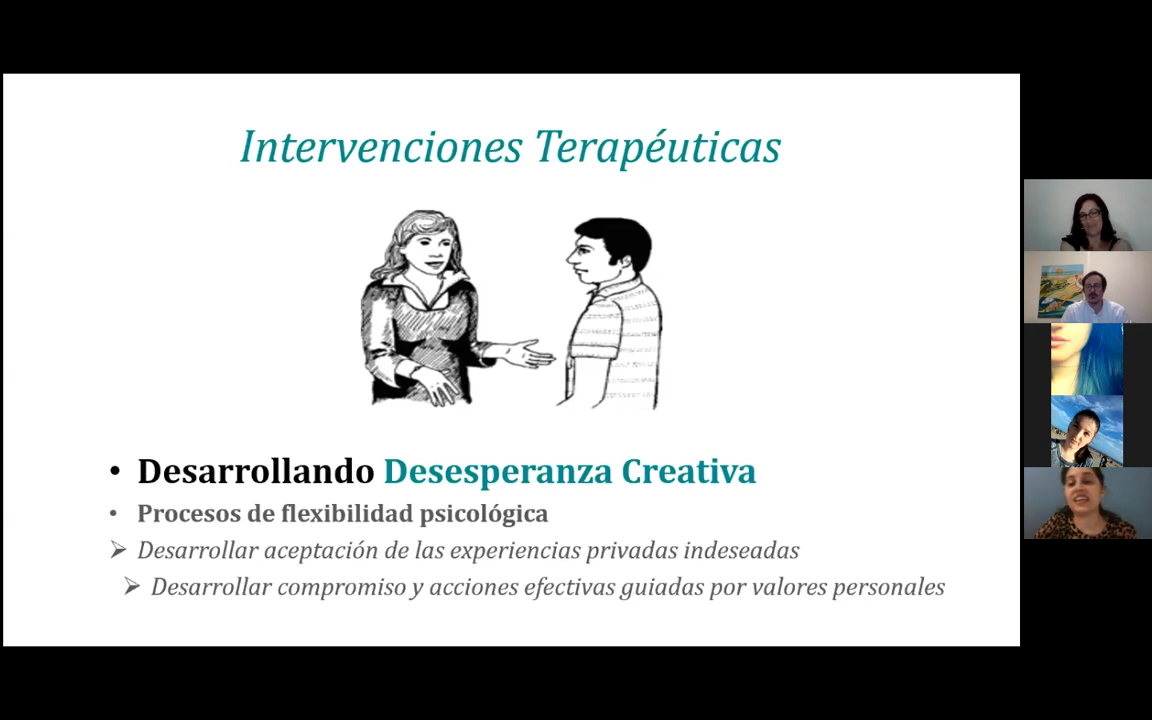 Intervenciones Terapéuticas
• Desarrollando Desesperanza Creativa
• Procesos de flexibilidad psicológica
➢ Desarrollar aceptación de las experiencias privadas indeseadas
➢ Desarrollar compromiso y acciones efectivas guiadas por valores personales